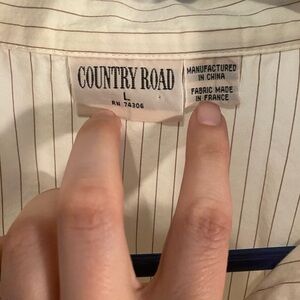 COUNTRY ROAD
L
RN 74306
MANUFACTURED
IN CHINA
FABRIC MADE
IN FRANCE